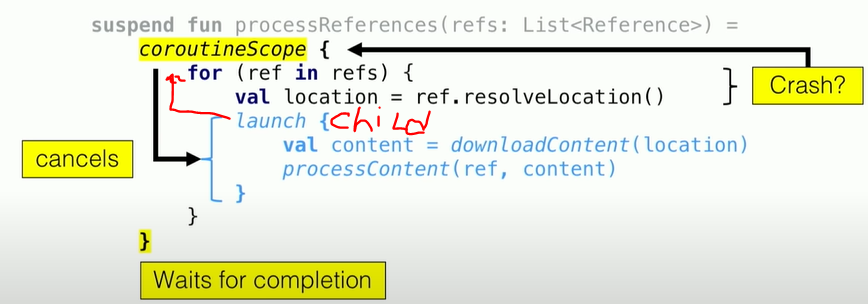 suspend fun processReferences(refs: List<Reference>) =
coroutineScope {
for (ref in refs) {
Crash?
val location = ref.resolveLocation()
launch { Child
cancels
val content = downloadContent(location)
processContent(ref, content)
}
}
}
Waits for completion